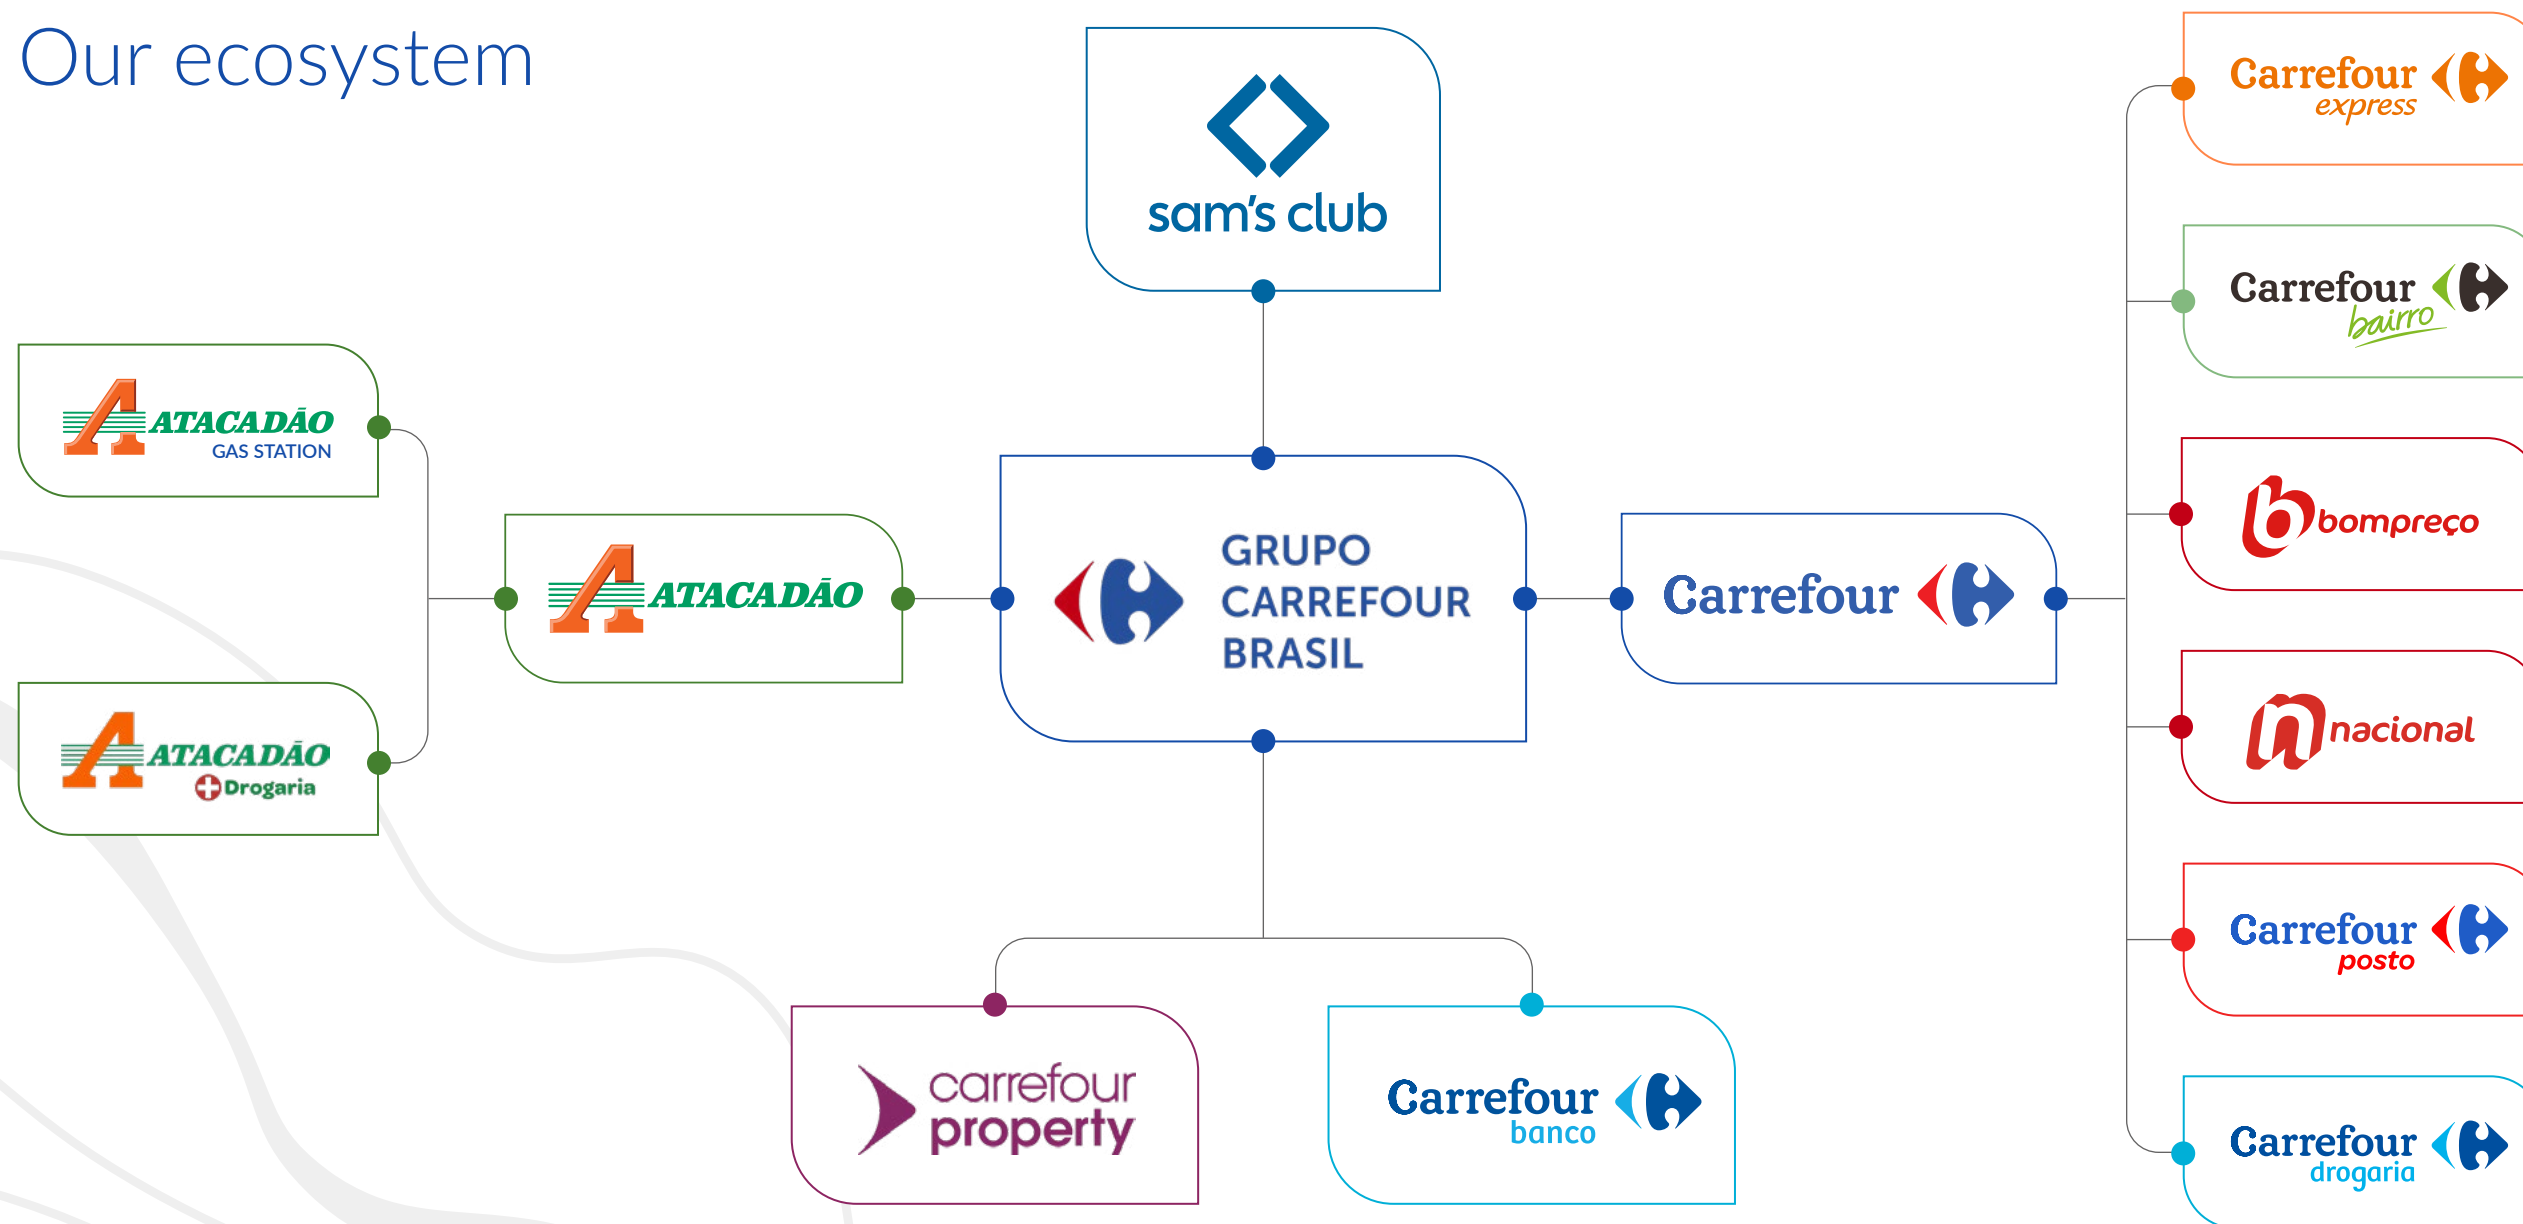 Our ecosystem
sam's club
Carrefour
express
Carrefour
bairro
ATACADÃO
GAS STATION
bompreço
ATACADÃO
GRUPO
CARREFOUR
BRASIL
Carrefour
nacional
ATACADÃO
Drogaria
Carrefour
posto
carrefour
property
Carrefour
banco
Carrefour
drogaria